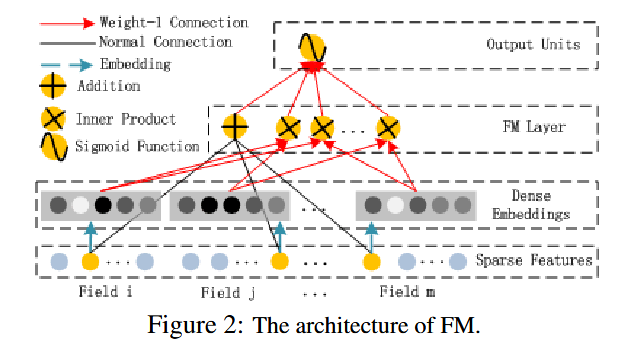 Weight-1 Connection
Normal Connection
Embedding
Addition
Inner Product
Sigmoid Function
Output Units
FM Layer
...
Dense
Embeddings
...
Sparse Features
... ... ... ...
Field i Field j ... Field m
Figure 2: The architecture of FM.